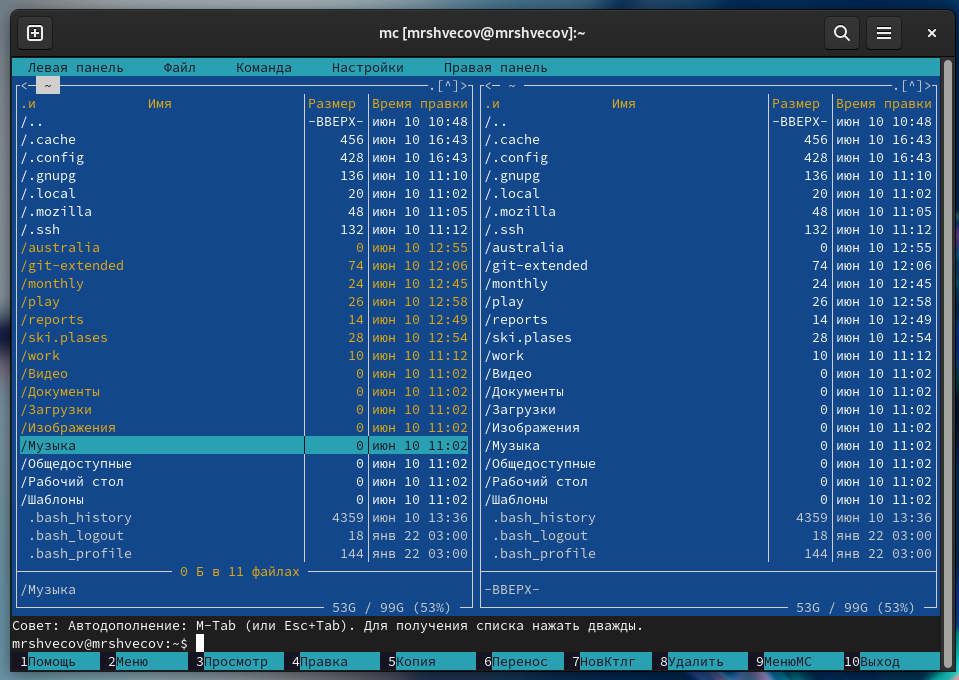 mc [mrshvecov@mrshvecov]:~
Левая панель Файл Команда Настройки Правая панель
<─ ~ .[^]> <─ ~ .[^]>
.и Имя Размер Время правки .и Имя Размер Время правки
/.. -ВВЕРХ- июн 10 10:48 /.. -ВВЕРХ- июн 10 10:48
/.cache 456 июн 10 16:43 /.cache 456 июн 10 16:43
/.config 428 июн 10 16:43 /.config 428 июн 10 16:43
/.gnupg 136 июн 10 11:10 /.gnupg 136 июн 10 11:10
/.local 20 июн 10 11:02 /.local 20 июн 10 11:02
/.mozilla 48 июн 10 11:05 /.mozilla 48 июн 10 11:05
/.ssh 132 июн 10 11:12 /.ssh 132 июн 10 11:12
/australia 0 июн 10 12:55 /australia 0 июн 10 12:55
/git-extended 74 июн 10 12:06 /git-extended 74 июн 10 12:06
/monthly 24 июн 10 12:45 /monthly 24 июн 10 12:45
/play 26 июн 10 12:58 /play 26 июн 10 12:58
/reports 14 июн 10 12:49 /reports 14 июн 10 12:49
/ski.plases 28 июн 10 12:54 /ski.plases 28 июн 10 12:54
/work 10 июн 10 11:12 /work 10 июн 10 11:12
/Видео 0 июн 10 11:02 /Видео 0 июн 10 11:02
/Документы 0 июн 10 11:02 /Документы 0 июн 10 11:02
/Загрузки 0 июн 10 11:02 /Загрузки 0 июн 10 11:02
/Изображения 0 июн 10 11:02 /Изображения 0 июн 10 11:02
/Музыка 0 июн 10 11:02 /Музыка 0 июн 10 11:02
/Общедоступные 0 июн 10 11:02 /Общедоступные 0 июн 10 11:02
/Рабочий стол 0 июн 10 11:02 /Рабочий стол 0 июн 10 11:02
/Шаблоны 0 июн 10 11:02 /Шаблоны 0 июн 10 11:02
.bash_history 4359 июн 10 13:36 .bash_history 4359 июн 10 13:36
.bash_logout 18 янв 22 03:00 .bash_logout 18 янв 22 03:00
.bash_profile 144 янв 22 03:00 .bash_profile 144 янв 22 03:00
0 Б в 11 файлах
/Музыка -ВВЕРХ-
53G / 99G (53%) 53G / 99G (53%)
Совет: Автодополнение: M-Tab (или Esc+Tab). Для получения списка нажать дважды.
mrshvecov@mrshvecov:~$
1Помощь 2Меню 3Просмотр 4Правка 5Копия 6Перенос 7НовКтлг 8Удалить 9МенюМС 10Выход